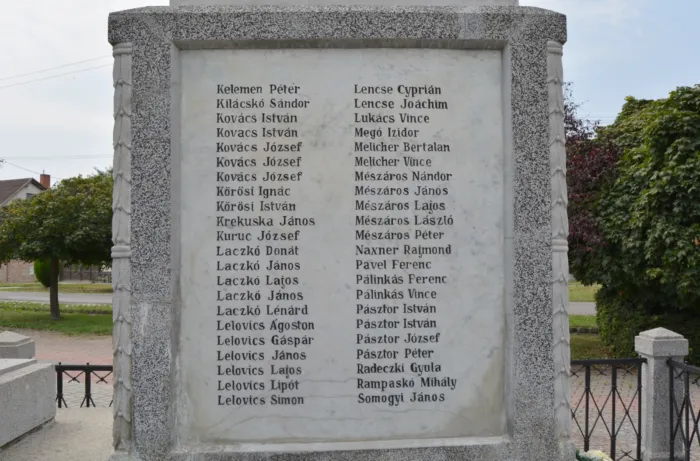 Kelemen Péter
Kilácskó Sándor
Kovács István
Kovacs István
Kovács József
Kovács József
Kovács József
Kőrösi Ignác
Kőrösi István
Krekuska János
Kuruc József
Laczkó Donát
Laczkó János
Laczkó Lajos
Laczkó János
Laczkó Lénárd
Lelovics Ágoston
Lelovics Gáspár
Lelovics János
Lelovics Lajos
Lelovics Lipót
Lelovics Simon
Lencse Cyprián
Lencse Joáchim
Lukács Vince
Megó Izidor
Melicher Bertalan
Melicher Vince
Mészáros Nándor
Mészáros János
Mészáros Lajos
Mészáros László
Mészáros Péter
Naxner Rajmond
Pavel Ferenc
Pálinkás Ferenc
Pálinkás Vince
Pásztor István
Pásztor István
Pásztor József
Pásztor Péter
Radeczki Gyula
Rampaskó Mihály
Somogyi János